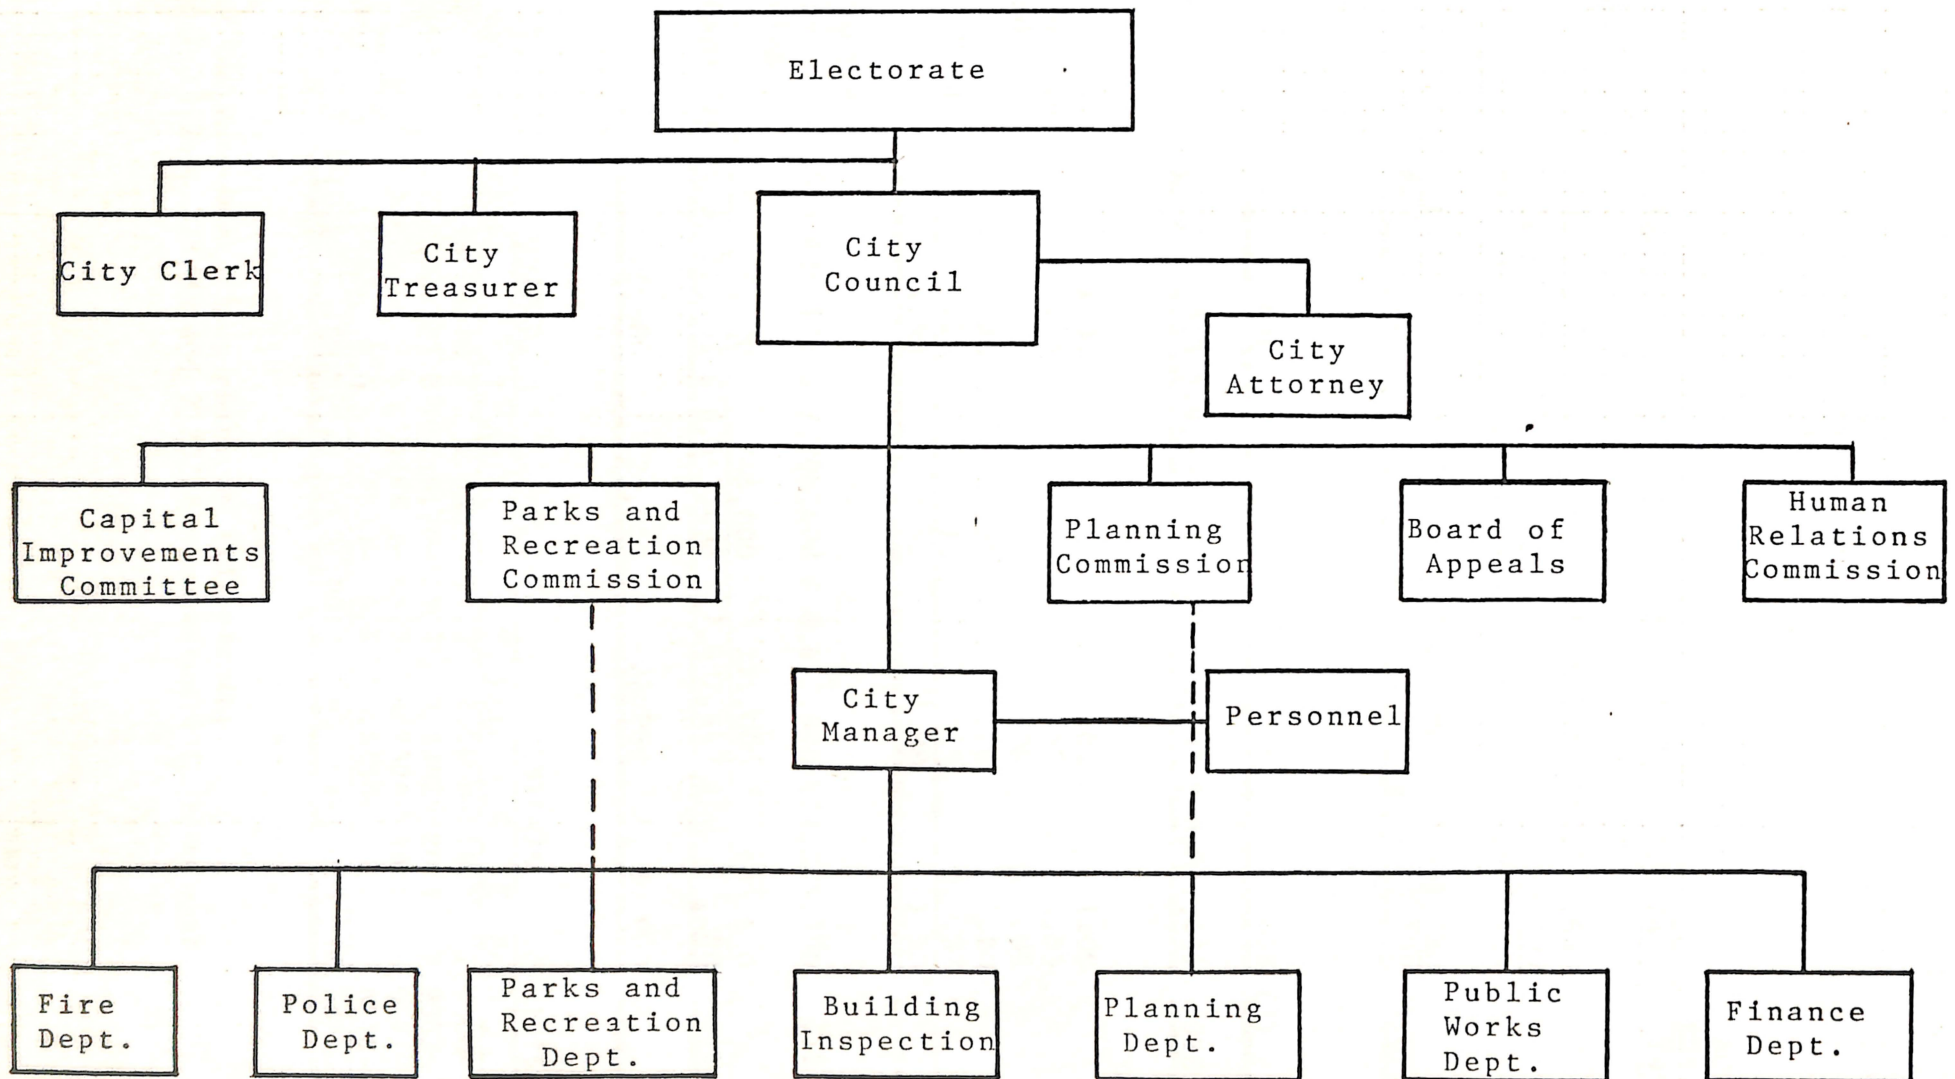 Electorate
City Clerk
City
Treasurer
City
Council
City
Attorney
Capital
Improvements
Committee
Parks and
Recreation
Commission
Planning
Commission
Board of
Appeals
Human
Relations
Commission
City
Manager
Personnel
Fire
Dept.
Police
Dept.
Parks and
Recreation
Dept.
Building
Inspection
Planning
Dept.
Public
Works
Dept.
Finance
Dept.